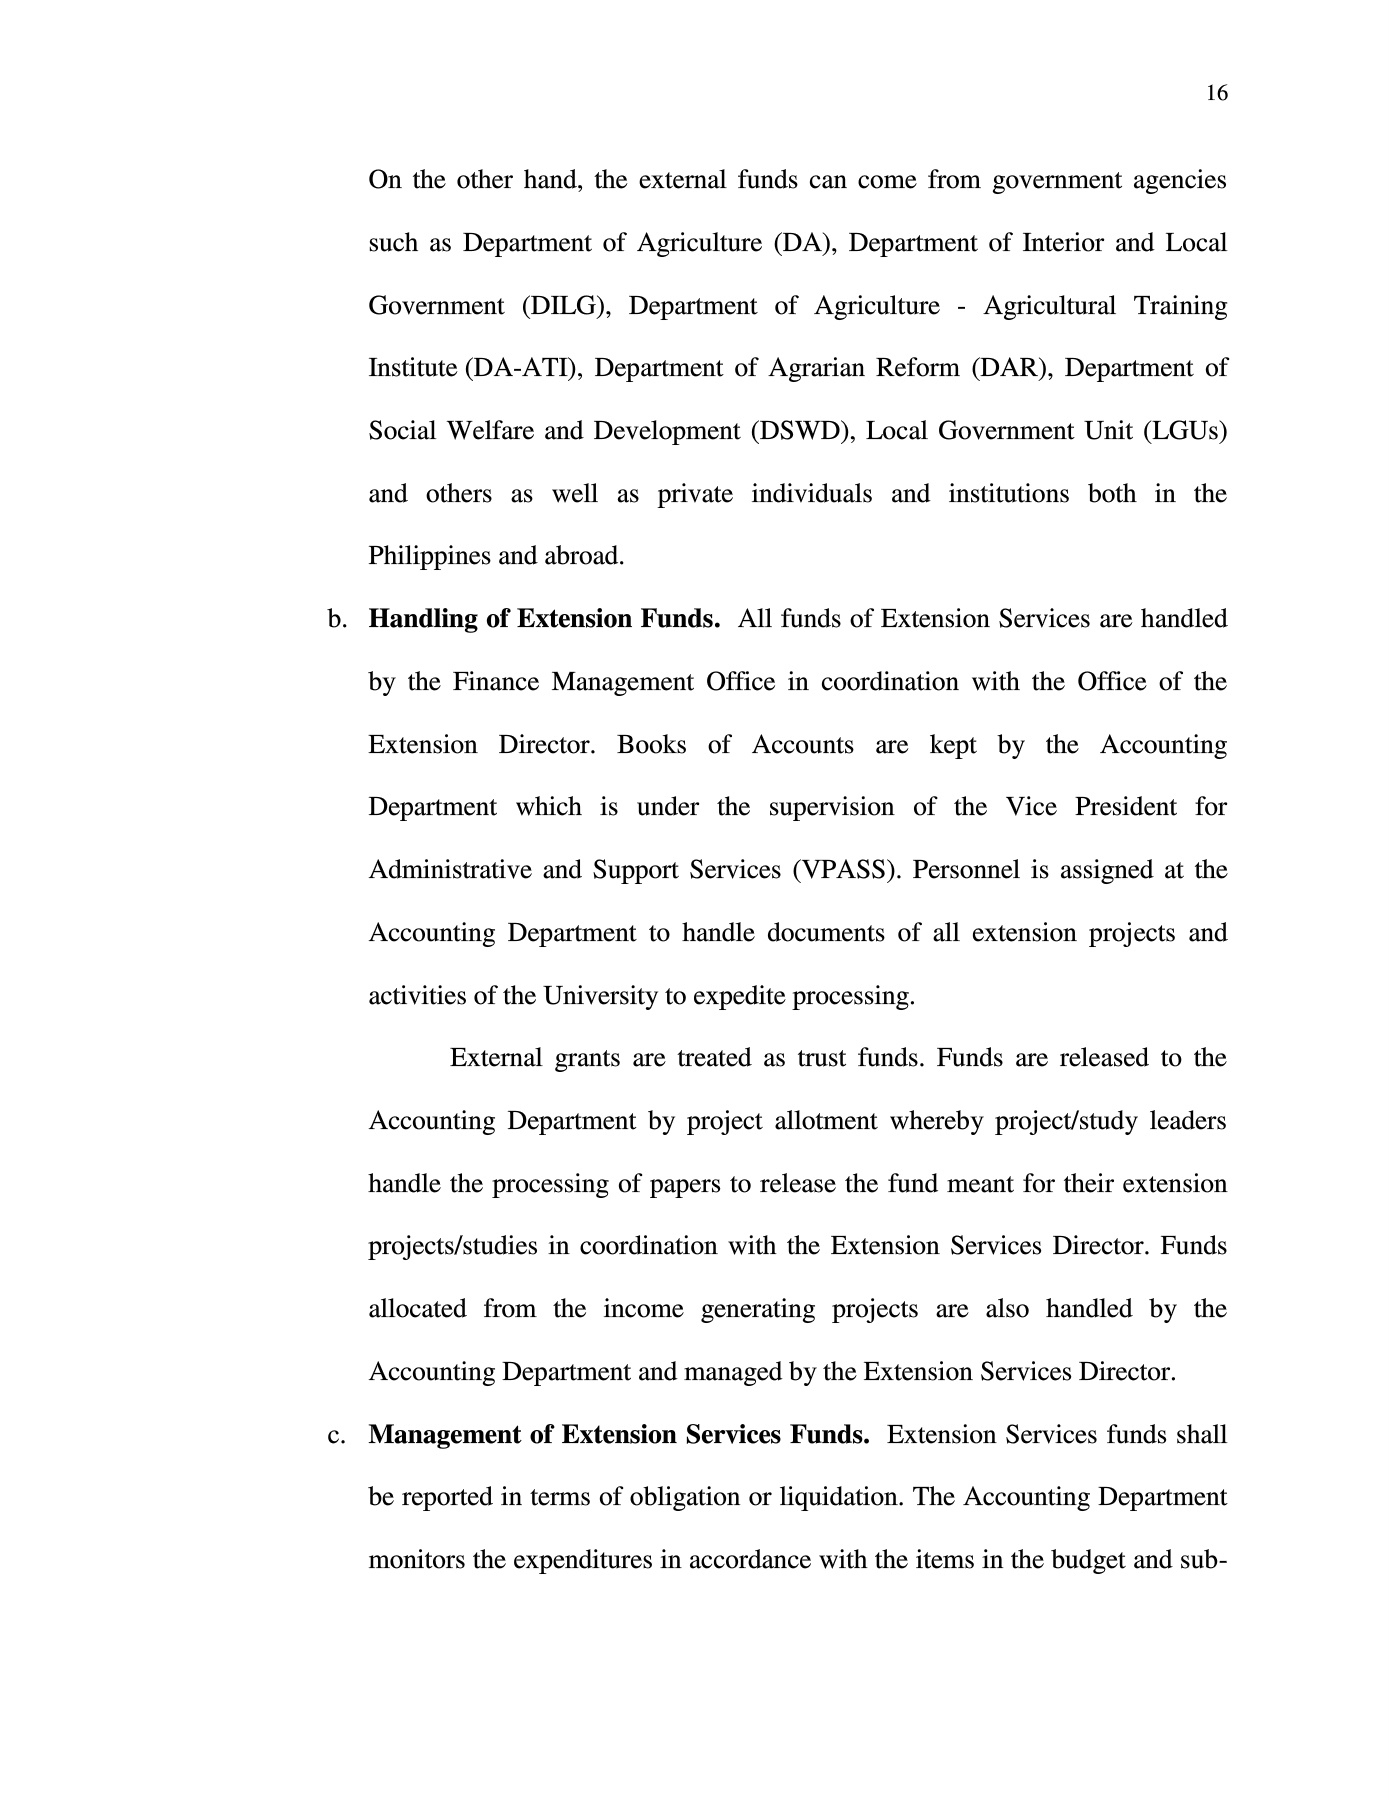 16
On the other hand, the external funds can come from government agencies
such as Department of Agriculture (DA), Department of Interior and Local
Government (DILG), Department of Agriculture - Agricultural Training
Institute (DA-ATI), Department of Agrarian Reform (DAR), Department of
Social Welfare and Development (DSWD), Local Government Unit (LGUs)
and others as well as private individuals and institutions both in the
Philippines and abroad.
b. Handling of Extension Funds. All funds of Extension Services are handled
by the Finance Management Office in coordination with the Office of the
Extension Director. Books of Accounts are kept by the Accounting
Department which is under the supervision of the Vice President for
Administrative and Support Services (VPASS). Personnel is assigned at the
Accounting Department to handle documents of all extension projects and
activities of the University to expedite processing.
External grants are treated as trust funds. Funds are released to the
Accounting Department by project allotment whereby project/study leaders
handle the processing of papers to release the fund meant for their extension
projects/studies in coordination with the Extension Services Director. Funds
allocated from the income generating projects are also handled by the
Accounting Department and managed by the Extension Services Director.
c. Management of Extension Services Funds. Extension Services funds shall
be reported in terms of obligation or liquidation. The Accounting Department
monitors the expenditures in accordance with the items in the budget and sub-